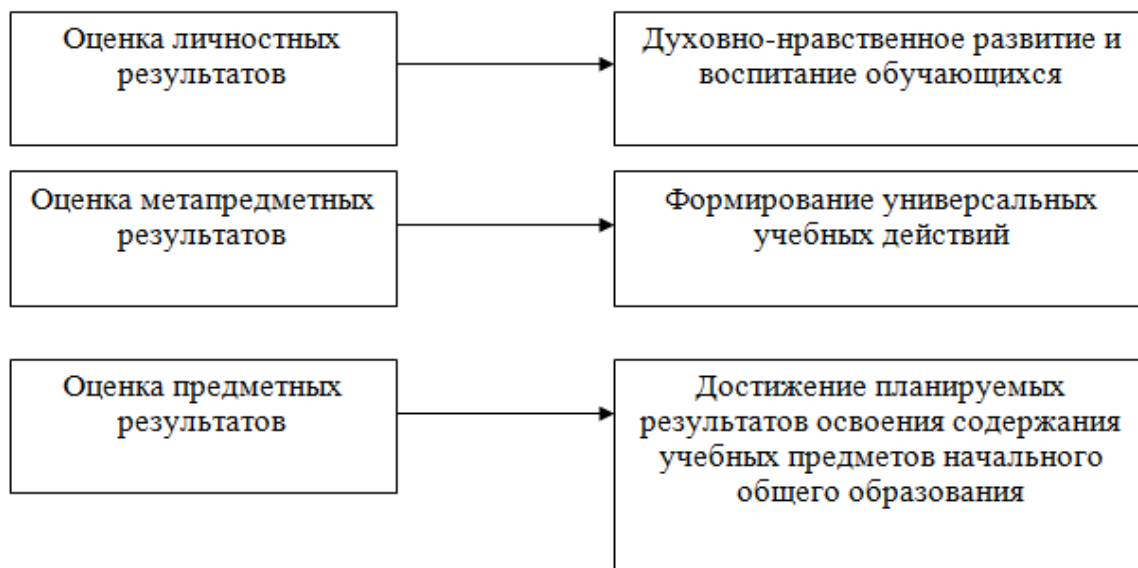 Оценка личностных
результатов
Духовно-нравственное развитие и
воспитание обучающихся
Оценка метапредметных
результатов
Формирование универсальных
учебных действий
Оценка предметных
результатов
Достижение планируемых
результатов освоения содержания
учебных предметов начального
общего образования